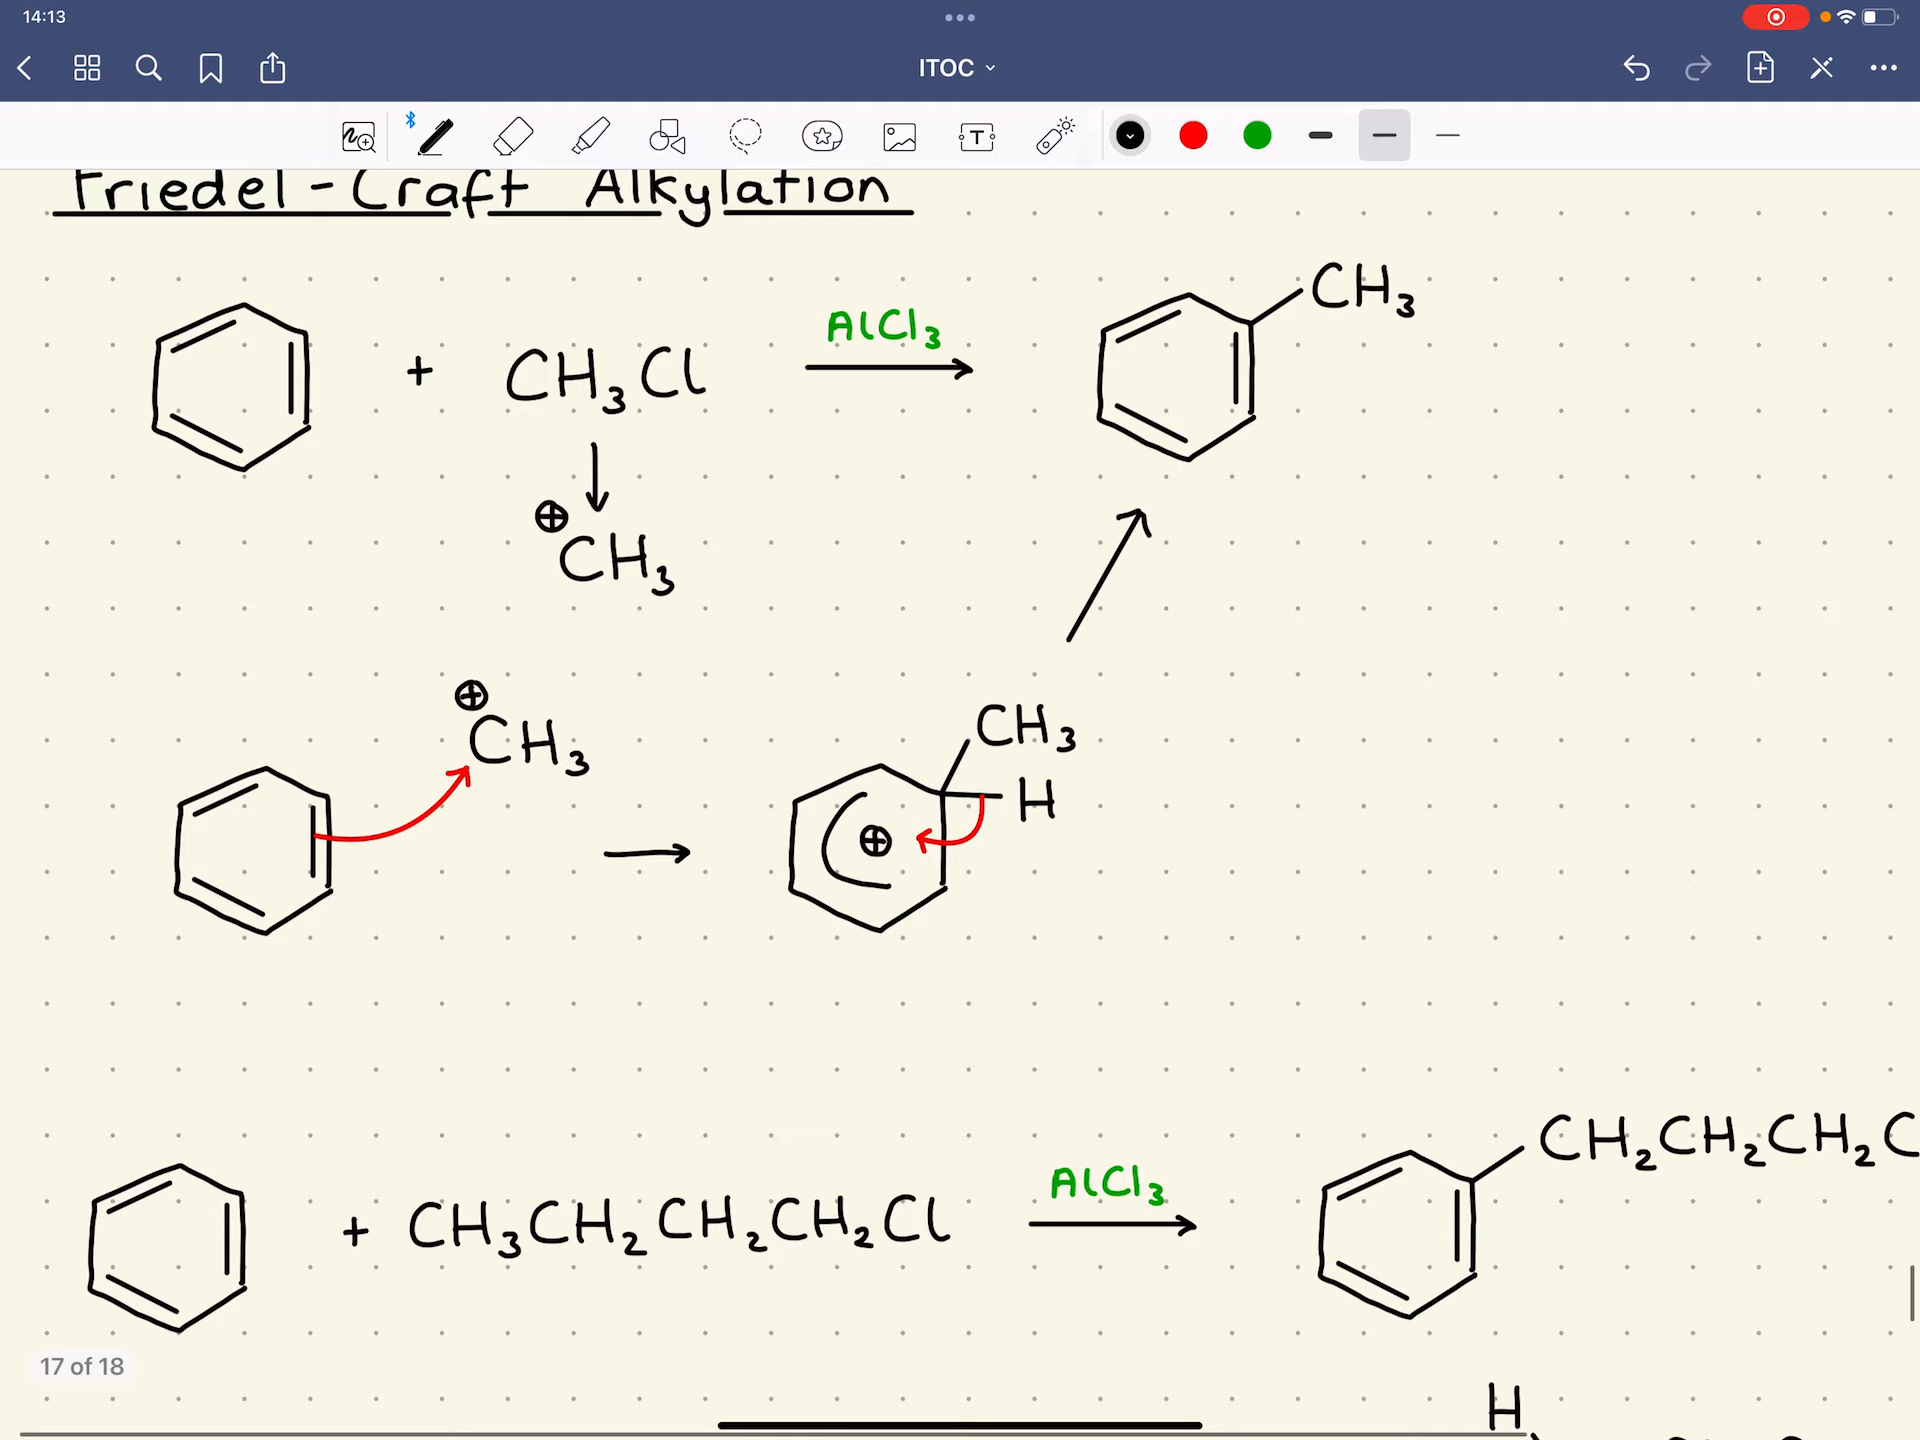 14:13
ITOC
Friedel-Craft Alkylation
+ CH₃Cl AlCl₃ CH₃
⊕
CH₃
⊕
CH₃
CH₃
H
⊕
+ CH₃CH₂CH₂CH₂Cl AlCl₃ CH₂CH₂CH₂C
17 of 18
H